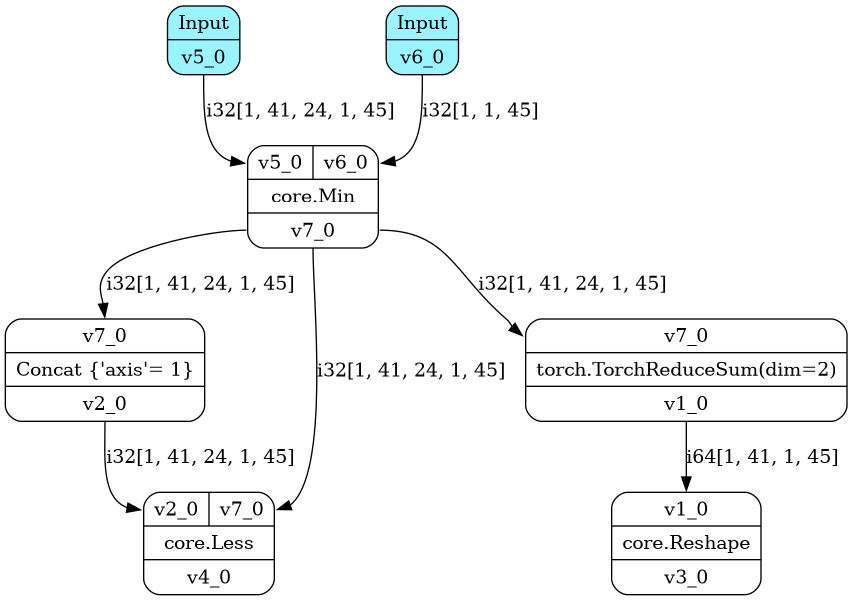 Input
v5_0
Input
v6_0
i32[1, 41, 24, 1, 45]
i32[1, 1, 45]
v5_0 v6_0
core.Min
v7_0
i32[1, 41, 24, 1, 45]
i32[1, 41, 24, 1, 45]
i32[1, 41, 24, 1, 45]
v7_0
Concat {'axis'= 1}
v2_0
v7_0
torch.TorchReduceSum(dim=2)
v1_0
i32[1, 41, 24, 1, 45]
i64[1, 41, 1, 45]
v2_0 v7_0
core.Less
v4_0
v1_0
core.Reshape
v3_0